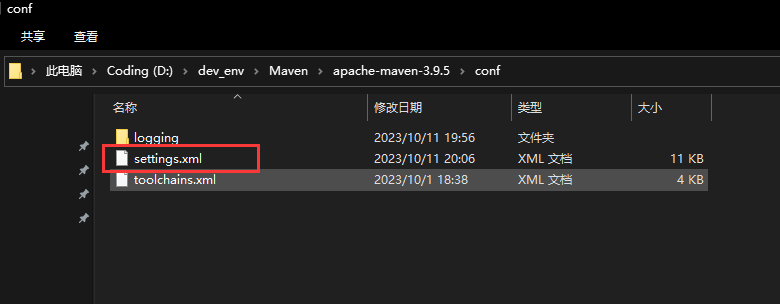 conf
共享 查看
此电脑 Coding (D:) dev_env Maven apache-maven-3.9.5 conf
名称 修改日期 类型 大小
logging 2023/10/11 19:56 文件夹
settings.xml 2023/10/11 20:06 XML 文档 11 KB
toolchains.xml 2023/10/1 18:38 XML 文档 4 KB